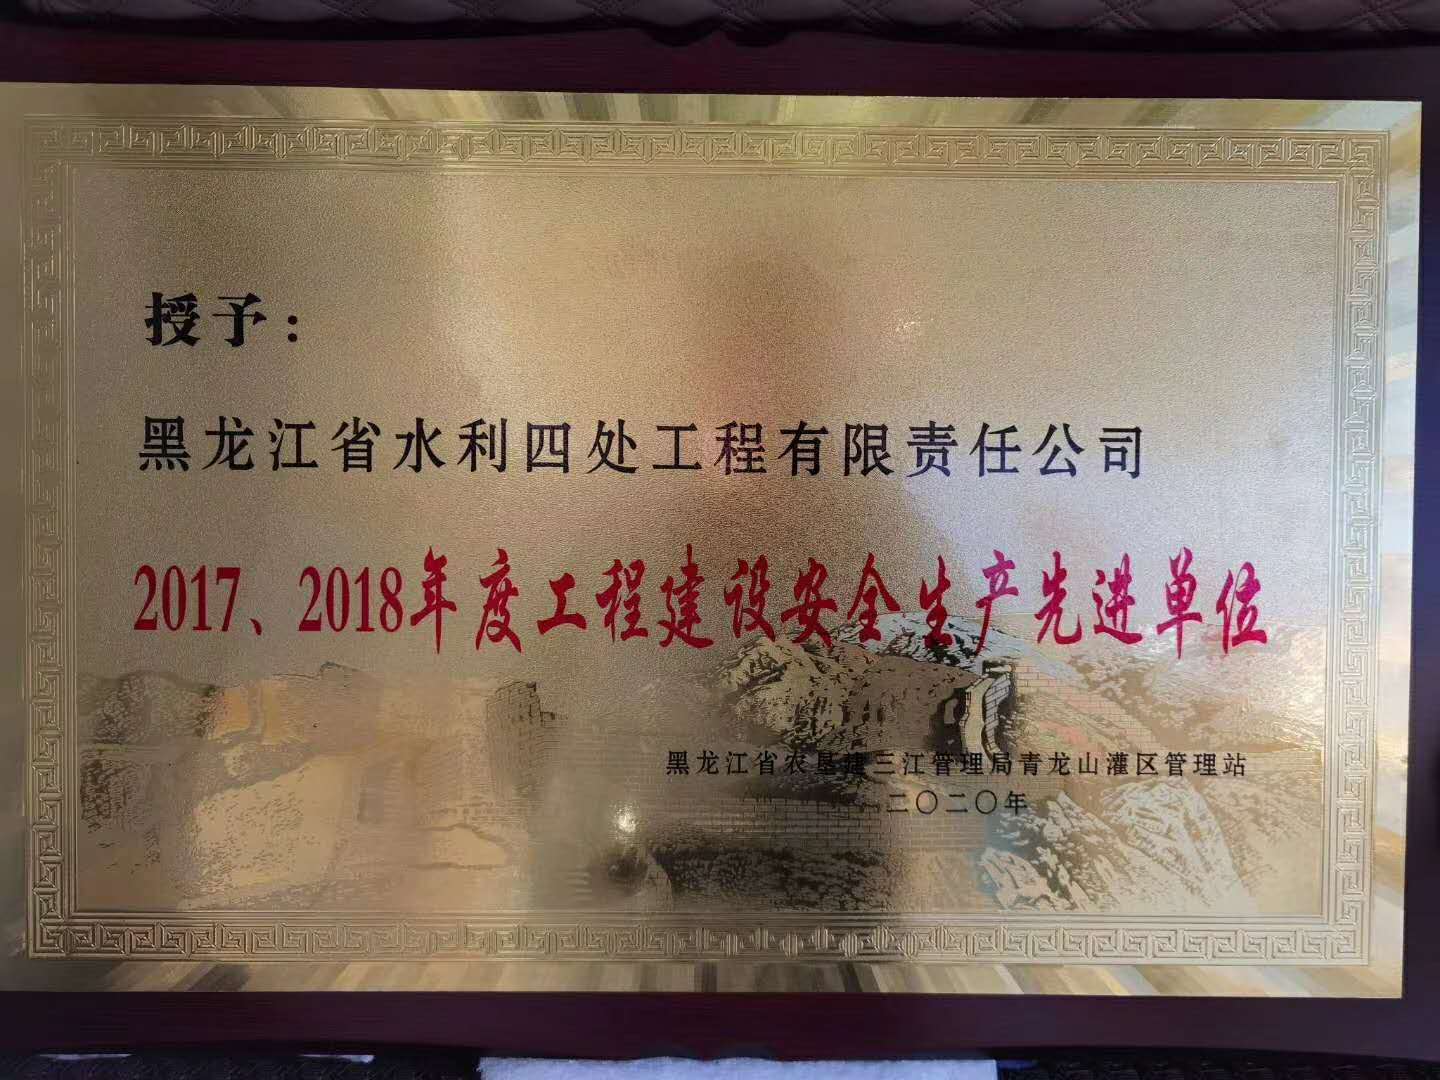 授予：
黑龙江省水利四处工程有限责任公司
2017、2018年度工程建设安全生产先进单位
黑龙江省农垦建三江管理局青龙山灌区管理站
二〇二〇年